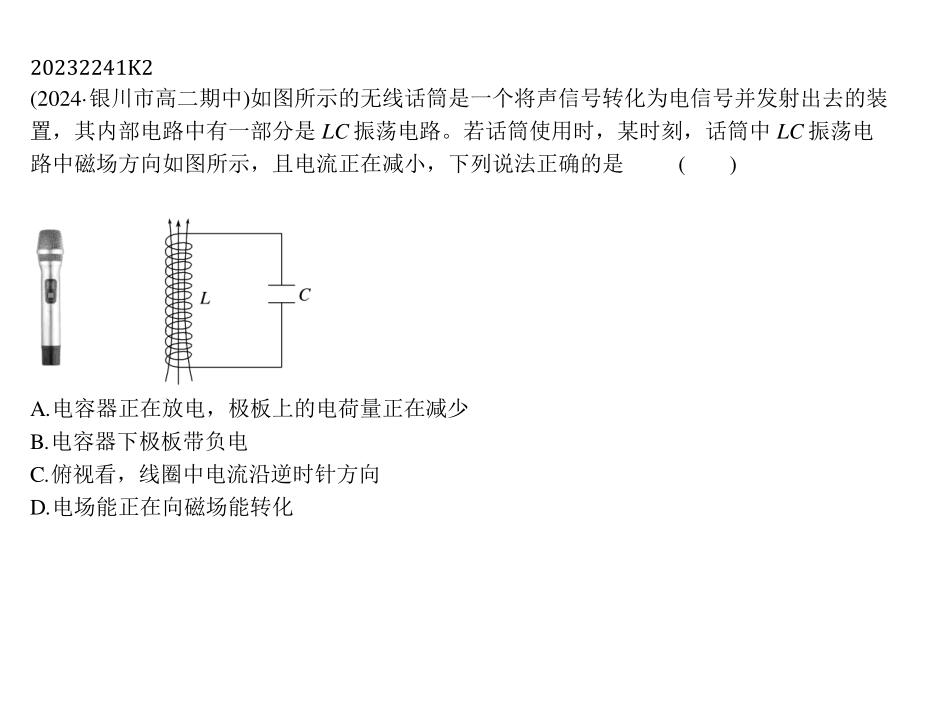 20232241K2
(2024·银川市高二期中)如图所示的无线话筒是一个将声信号转化为电信号并发射出去的装
置，其内部电路中有一部分是 LC 振荡电路。若话筒使用时，某时刻，话筒中 LC 振荡电
路中磁场方向如图所示，且电流正在减小，下列说法正确的是 ( )
L
C
A.电容器正在放电，极板上的电荷量正在减少
B.电容器下极板带负电
C.俯视看，线圈中电流沿逆时针方向
D.电场能正在向磁场能转化